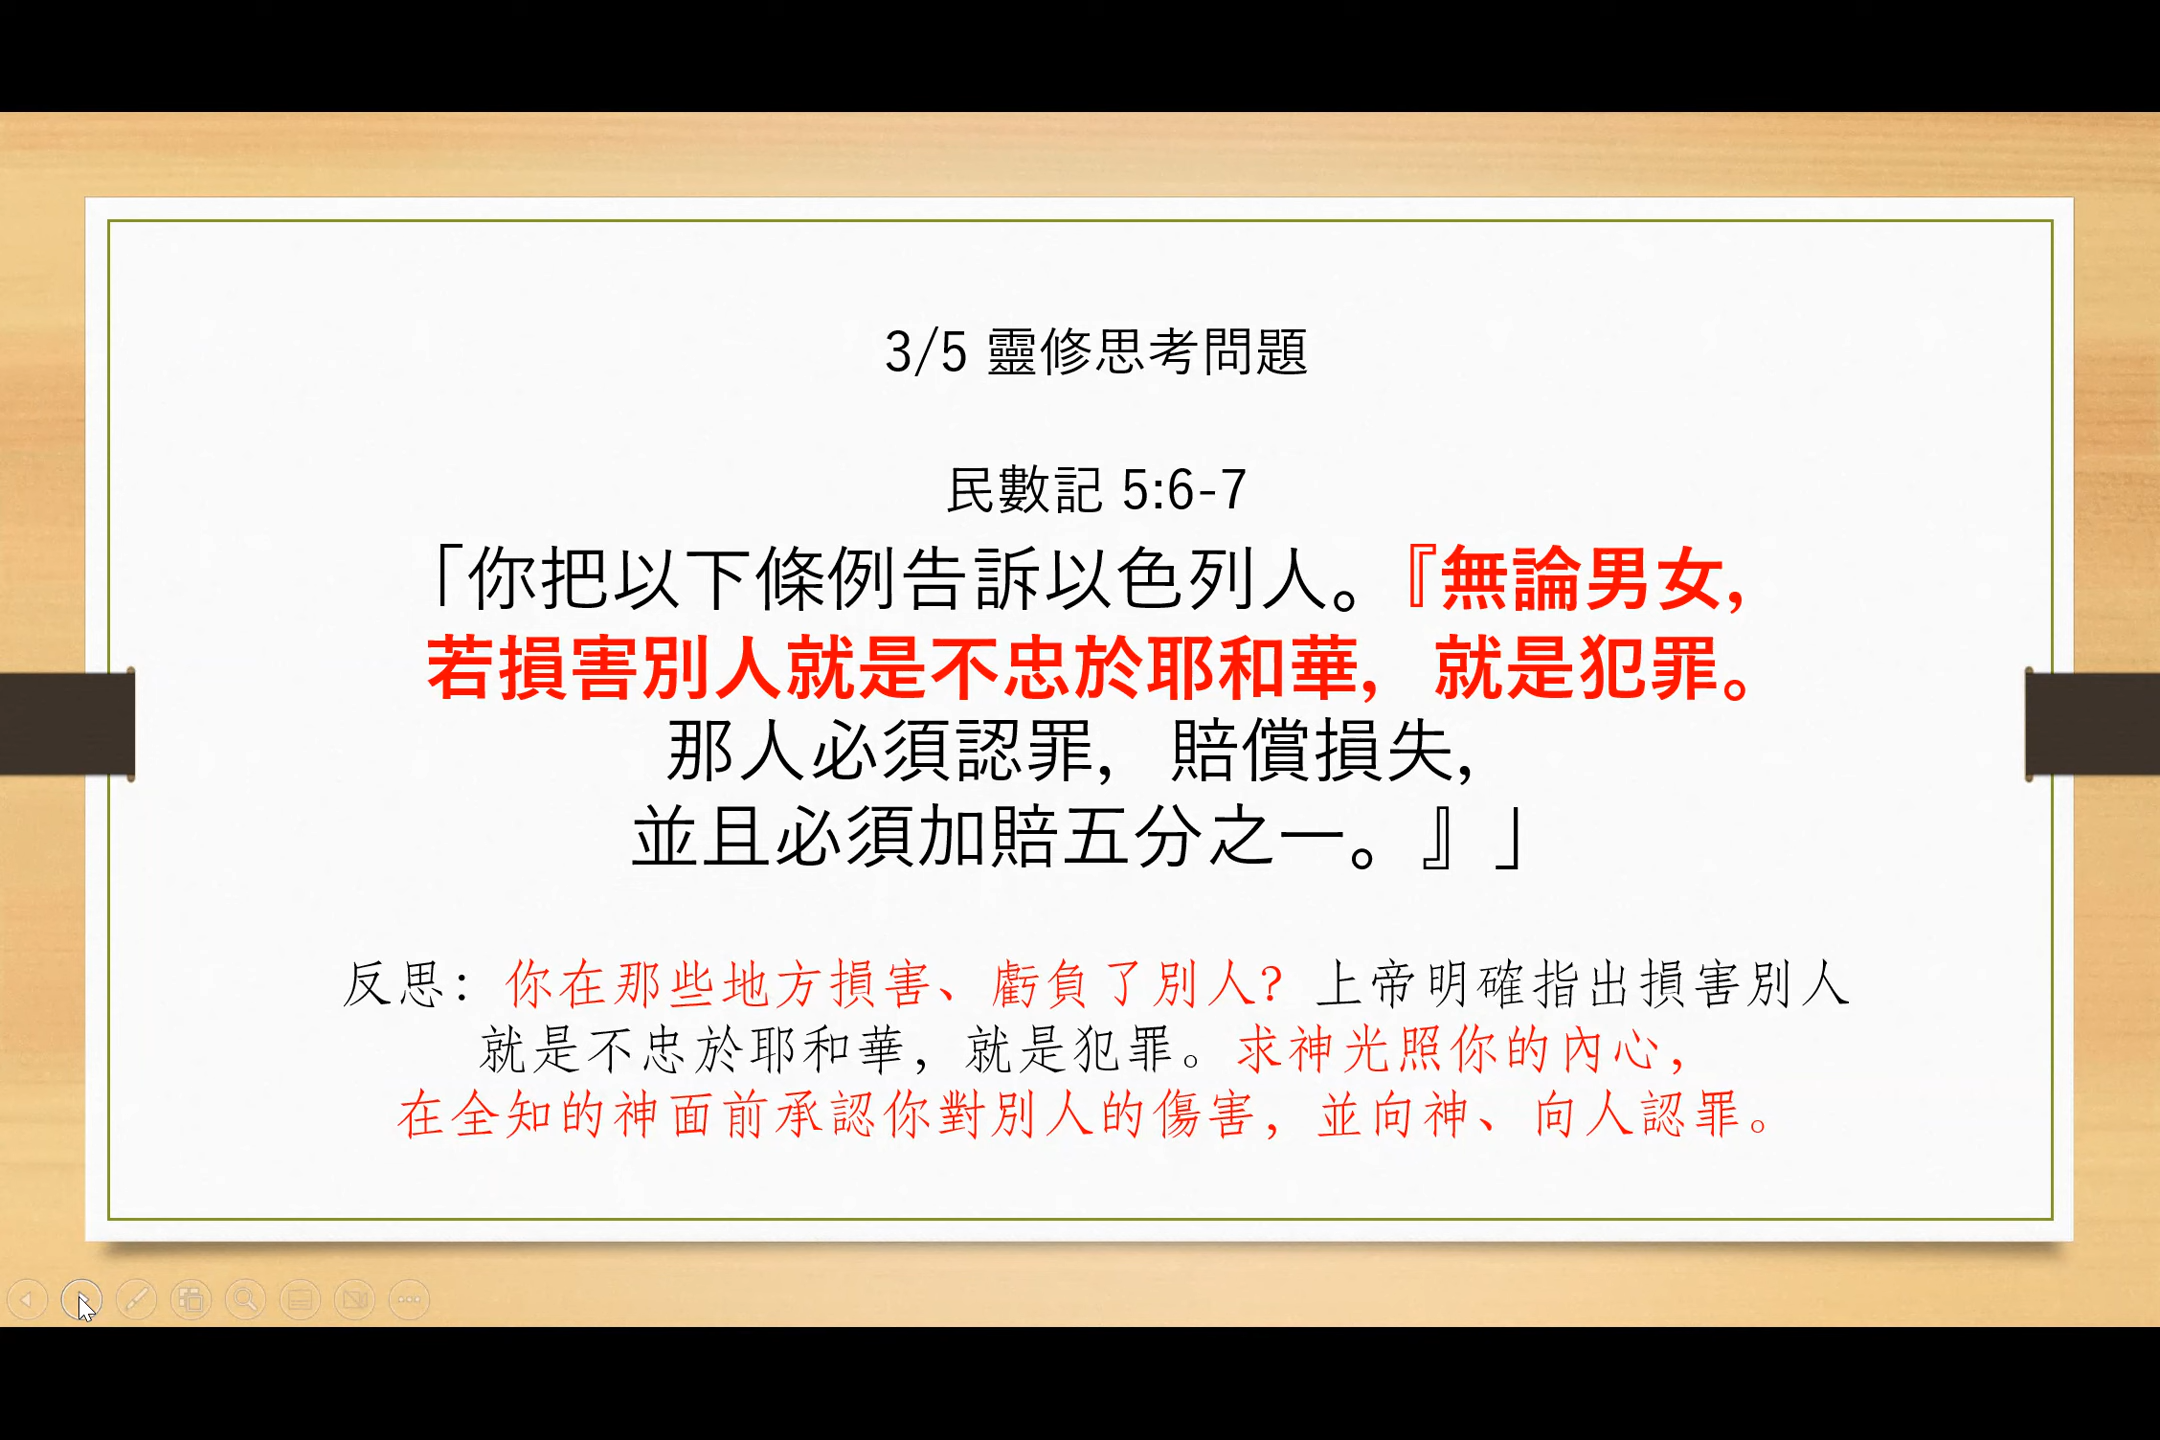 3/5 靈修思考問題
民數記 5:6-7
「你把以下條例告訴以色列人。『無論男女,
若損害別人就是不忠於耶和華, 就是犯罪。
那人必須認罪, 賠償損失,
並且必須加賠五分之一。』」
反思: 你在那些地方損害、虧負了別人? 上帝明確指出損害別人
就是不忠於耶和華, 就是犯罪。求神光照你的內心,
在全知的神面前承認你對別人的傷害, 並向神、向人認罪。